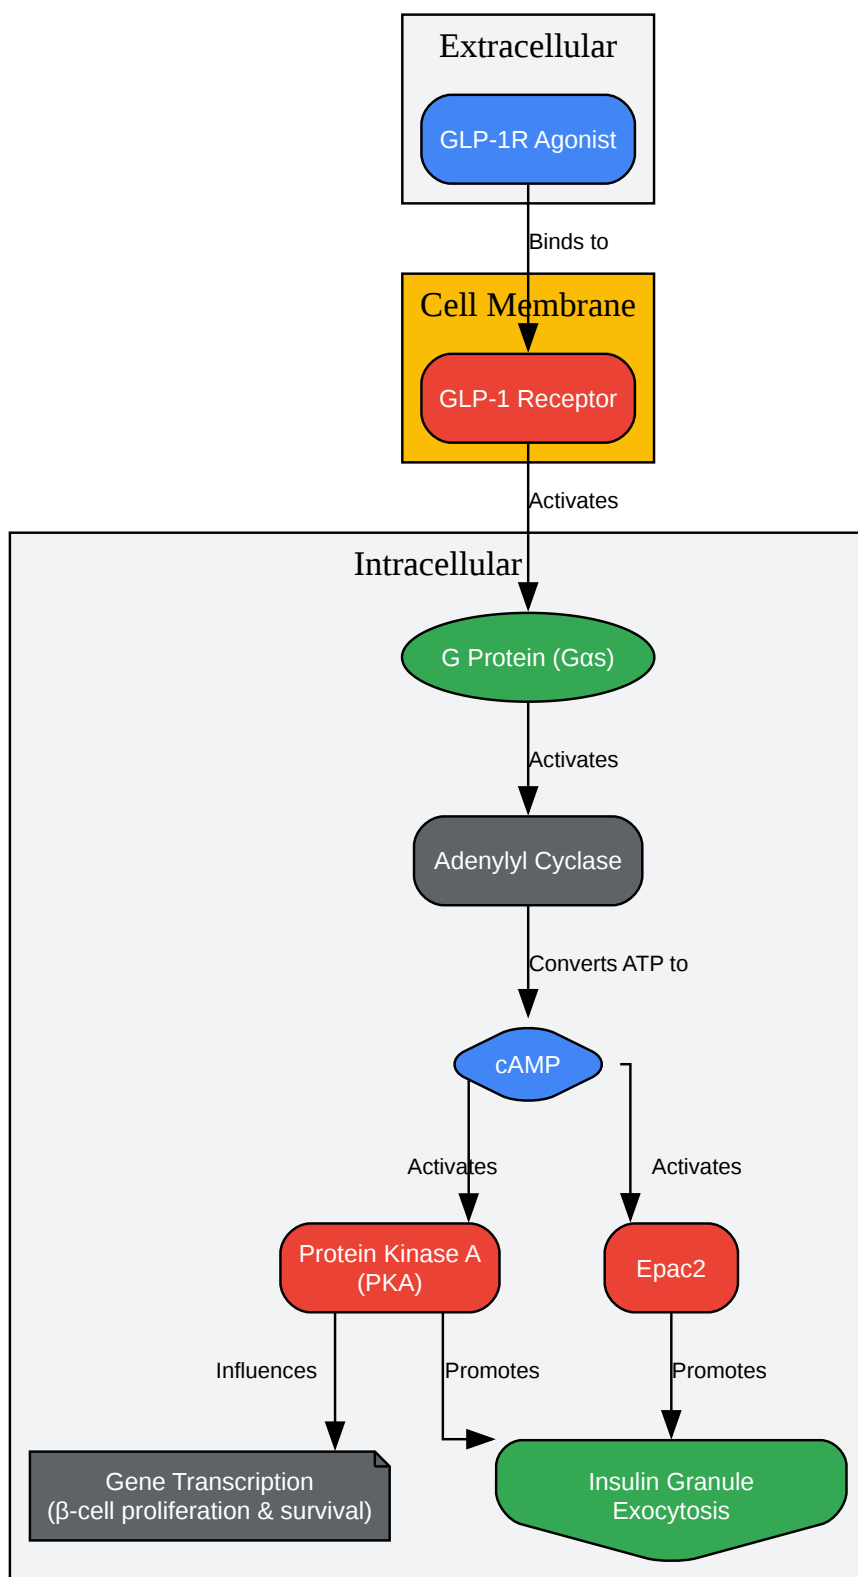 Extracellular
GLP-1R Agonist
Binds to
Cell Membrane
GLP-1 Receptor
Activates
Intracellular
G Protein (Gαs)
Activates
Adenylyl Cyclase
Converts ATP to
cAMP
Activates
Activates
Protein Kinase A
(PKA)
Epac2
Influences
Promotes
Promotes
Gene Transcription
(β-cell proliferation & survival)
Insulin Granule
Exocytosis